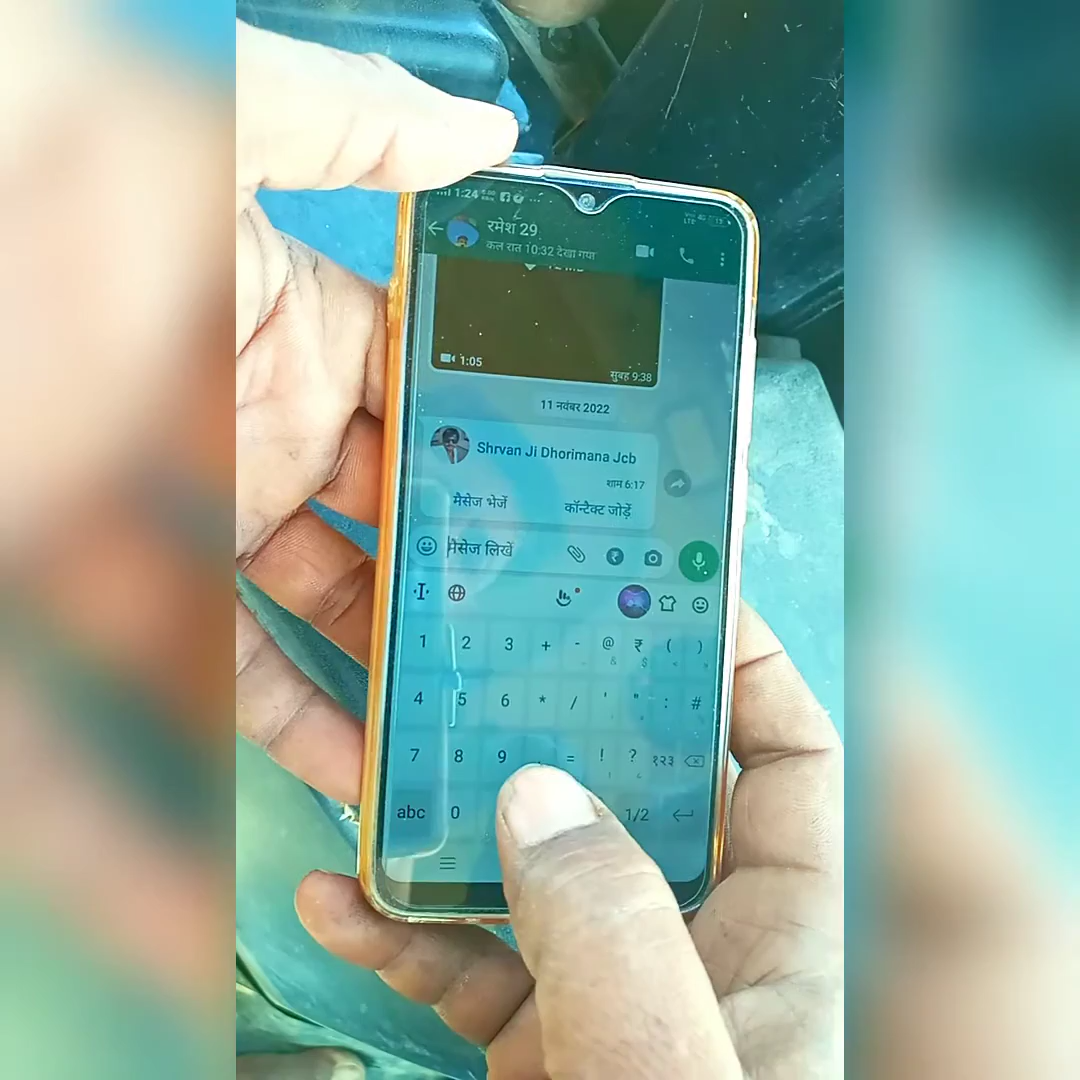 1:24
रमेश 29
कल रात 10:32 देखा गया
1:05
सुबह 9:38
11 नवंबर 2022
Shrvan Ji Dhorimana Jcb
शाम 6:17
मैसेज भेजें कॉन्टैक्ट जोड़ें
मैसेज लिखें
1 2 3 + - @ ₹ ( )
& $
4 5 6 * / ' " : #
7 8 9 = ! ? १२३
abc 0 1/2